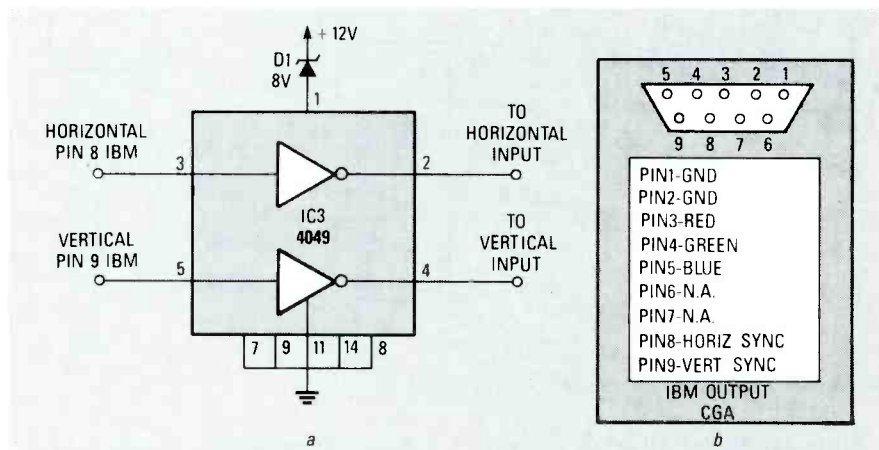 + 12V
D1
8V
1
HORIZONTAL
PIN 8 IBM
3
2
TO
HORIZONTAL
INPUT
IC3
4049
VERTICAL
PIN 9 IBM
5
4
TO
VERTICAL
INPUT
7 9 11 14 8
a
5 4 3 2 1
9 8 7 6
PIN1-GND
PIN2-GND
PIN3-RED
PIN4-GREEN
PIN5-BLUE
PIN6-N.A.
PIN7-N.A.
PIN8-HORIZ SYNC
PIN9-VERT SYNC
IBM OUTPUT
CGA
b